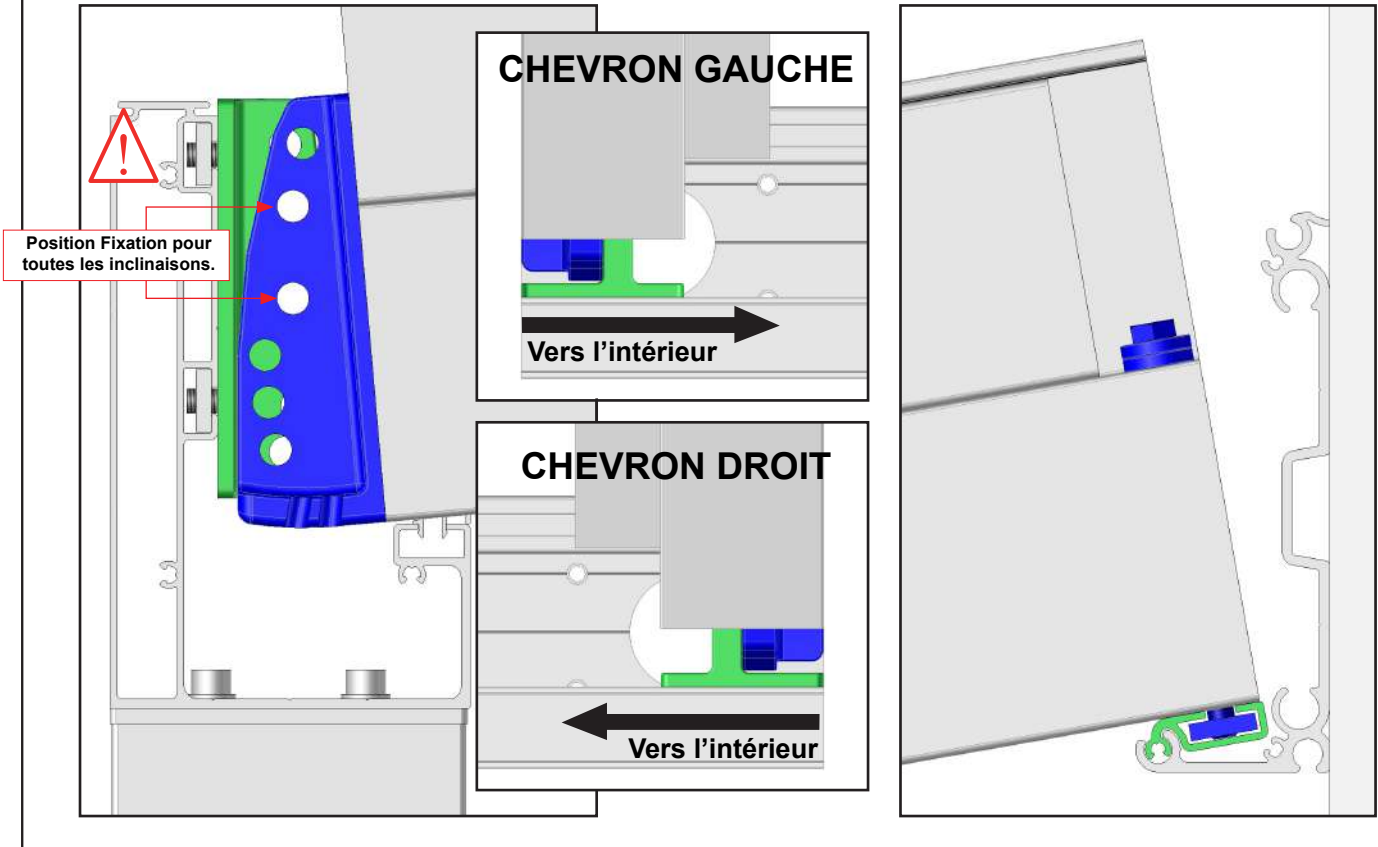 Position Fixation pour
toutes les inclinaisons.
CHEVRON GAUCHE
Vers l’intérieur
CHEVRON DROIT
Vers l’intérieur